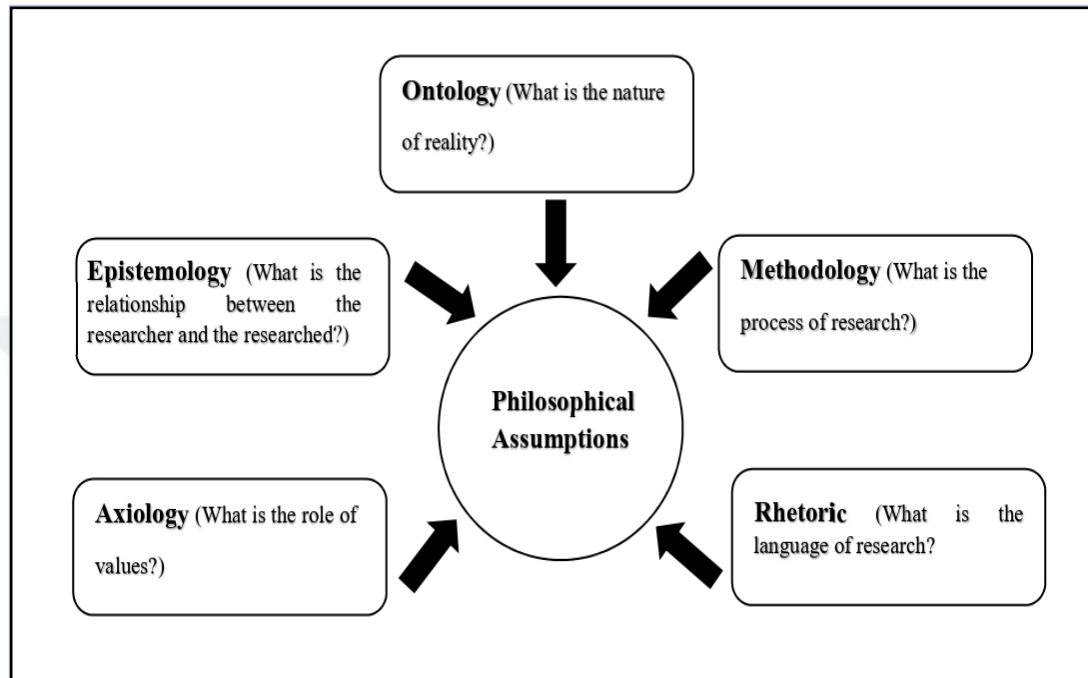 Ontology (What is the nature
of reality?)
Epistemology (What is the
relationship between the
researcher and the researched?)
Methodology (What is the
process of research?)
Philosophical
Assumptions
Axiology (What is the role of
values?)
Rhetoric (What is the
language of research?